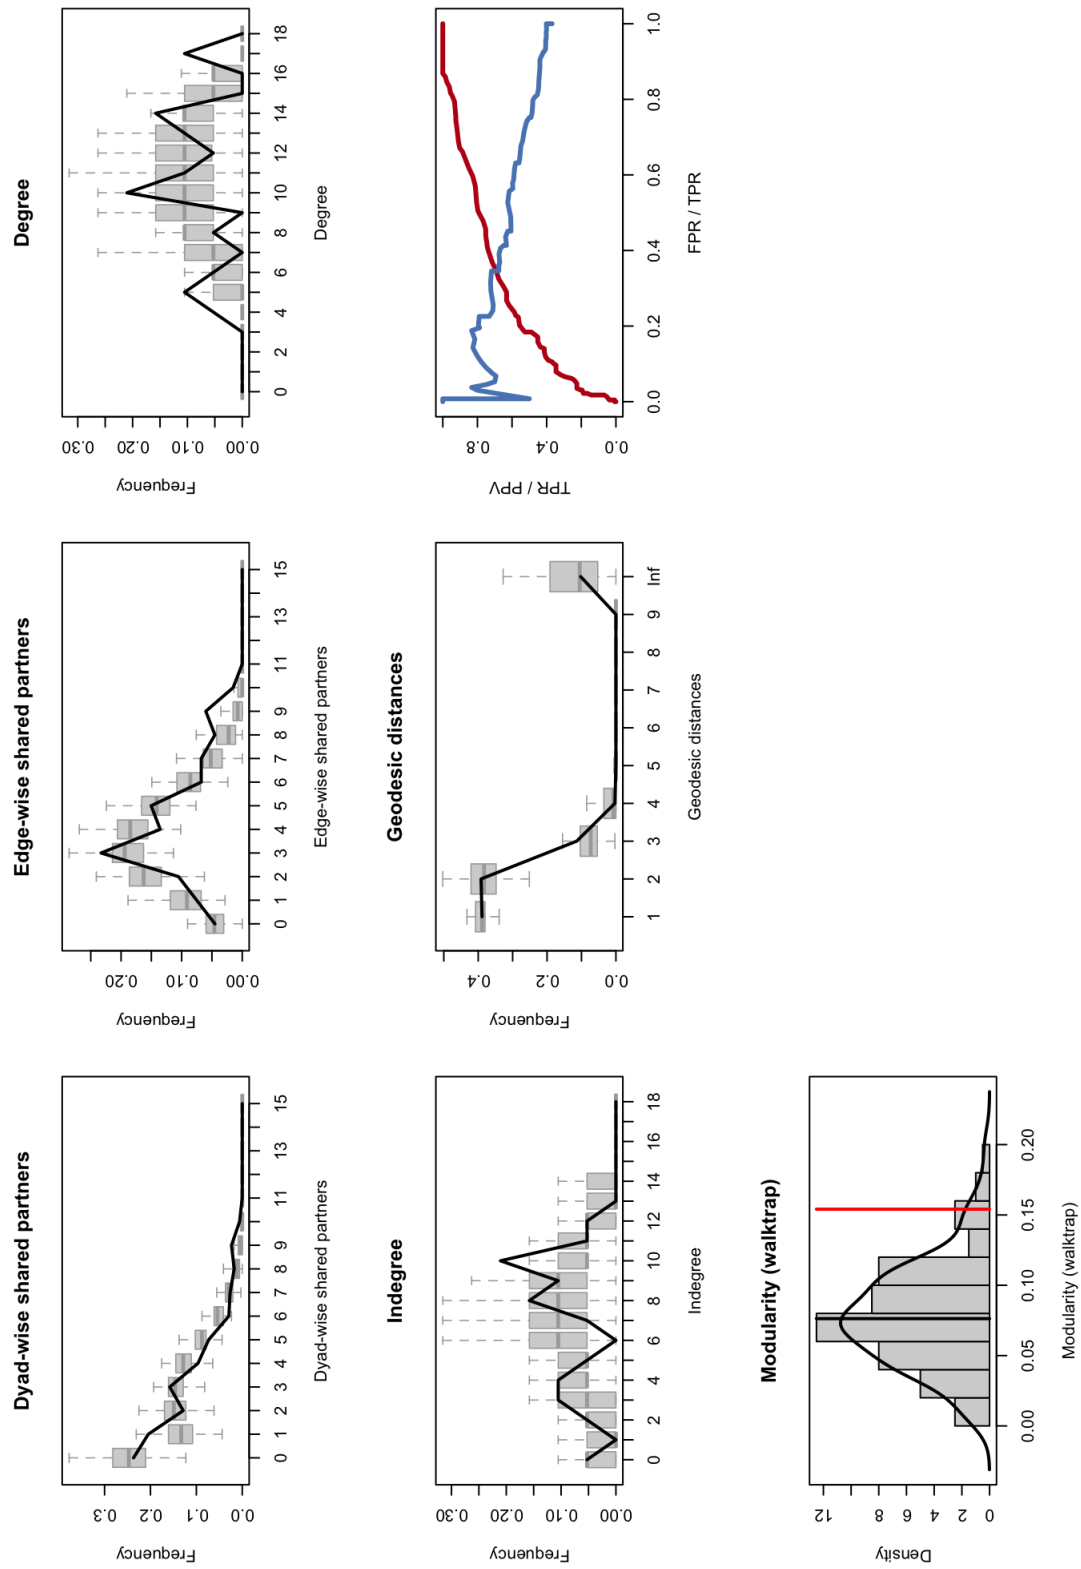 Dyad-wise shared partners
Frequency
0.0 0.1 0.2 0.3
0 1 2 3 4 5 6 7 8 9 11 13 15
Dyad-wise shared partners
Edge-wise shared partners
Frequency
0.00 0.10 0.20
0 1 2 3 4 5 6 7 8 9 11 13 15
Edge-wise shared partners
Degree
Frequency
0.00 0.10 0.20 0.30
0 2 4 6 8 10 12 14 16 18
Degree
Indegree
Frequency
0.00 0.10 0.20 0.30
0 2 4 6 8 10 12 14 16 18
Indegree
Geodesic distances
Frequency
0.0 0.2 0.4
1 2 3 4 5 6 7 8 9 Inf
Geodesic distances
TPR / PPV
0.0 0.4 0.8
0.0 0.2 0.4 0.6 0.8 1.0
FPR / TPR
Modularity (walktrap)
Density
0 2 4 6 8 12
0.00 0.05 0.10 0.15 0.20
Modularity (walktrap)